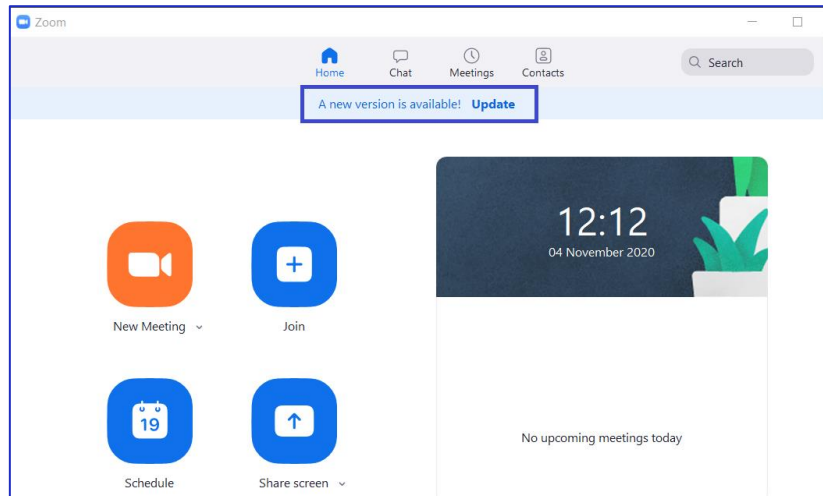 Zoom
Home Chat Meetings Contacts
Search
A new version is available! Update
12:12
04 November 2020
New Meeting
Join
19
Schedule
Share screen
No upcoming meetings today